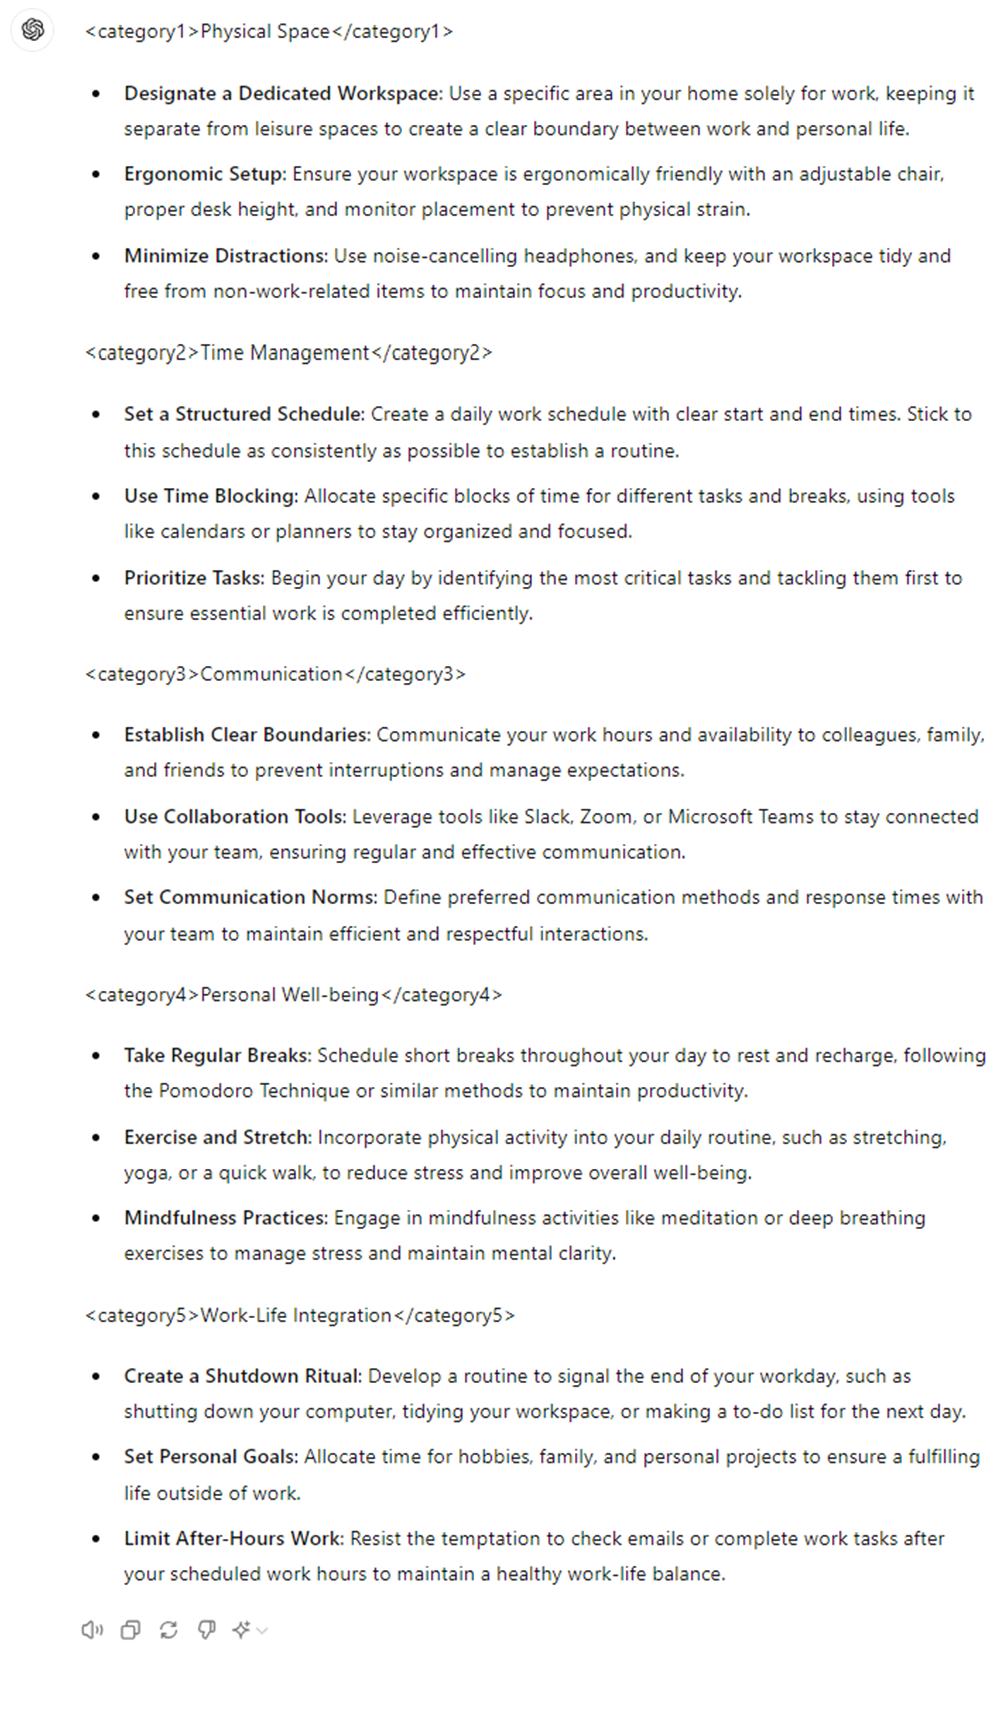 <category1>Physical Space</category1>
• Designate a Dedicated Workspace: Use a specific area in your home solely for work, keeping it
separate from leisure spaces to create a clear boundary between work and personal life.
• Ergonomic Setup: Ensure your workspace is ergonomically friendly with an adjustable chair,
proper desk height, and monitor placement to prevent physical strain.
• Minimize Distractions: Use noise-cancelling headphones, and keep your workspace tidy and
free from non-work-related items to maintain focus and productivity.
<category2>Time Management</category2>
• Set a Structured Schedule: Create a daily work schedule with clear start and end times. Stick to
this schedule as consistently as possible to establish a routine.
• Use Time Blocking: Allocate specific blocks of time for different tasks and breaks, using tools
like calendars or planners to stay organized and focused.
• Prioritize Tasks: Begin your day by identifying the most critical tasks and tackling them first to
ensure essential work is completed efficiently.
<category3>Communication</category3>
• Establish Clear Boundaries: Communicate your work hours and availability to colleagues, family,
and friends to prevent interruptions and manage expectations.
• Use Collaboration Tools: Leverage tools like Slack, Zoom, or Microsoft Teams to stay connected
with your team, ensuring regular and effective communication.
• Set Communication Norms: Define preferred communication methods and response times with
your team to maintain efficient and respectful interactions.
<category4>Personal Well-being</category4>
• Take Regular Breaks: Schedule short breaks throughout your day to rest and recharge, following
the Pomodoro Technique or similar methods to maintain productivity.
• Exercise and Stretch: Incorporate physical activity into your daily routine, such as stretching,
yoga, or a quick walk, to reduce stress and improve overall well-being.
• Mindfulness Practices: Engage in mindfulness activities like meditation or deep breathing
exercises to manage stress and maintain mental clarity.
<category5>Work-Life Integration</category5>
• Create a Shutdown Ritual: Develop a routine to signal the end of your workday, such as
shutting down your computer, tidying your workspace, or making a to-do list for the next day.
• Set Personal Goals: Allocate time for hobbies, family, and personal projects to ensure a fulfilling
life outside of work.
• Limit After-Hours Work: Resist the temptation to check emails or complete work tasks after
your scheduled work hours to maintain a healthy work-life balance.